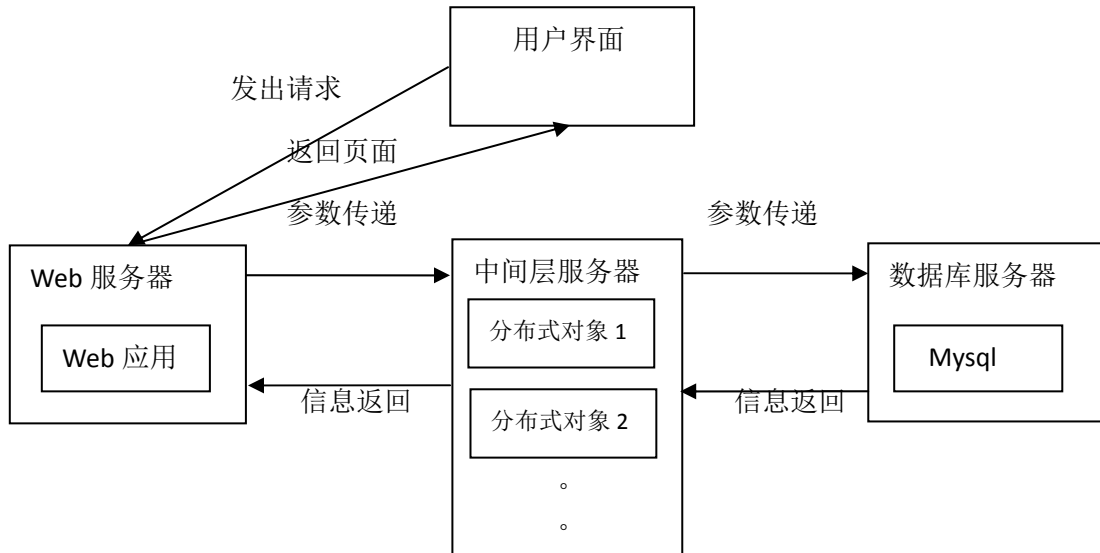 用户界面
发出请求
返回页面
参数传递
参数传递
Web 服务器
中间层服务器
数据库服务器
分布式对象 1
Web 应用
Mysql
信息返回
信息返回
分布式对象 2
。
。